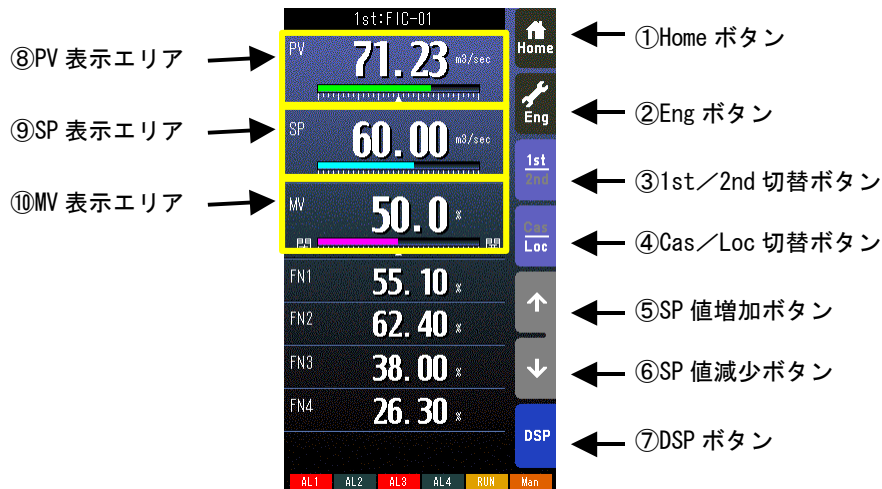 1st:FIC-01
PV
71.23 m3/sec
SP
60.00 m3/sec
MV
50.0 %
閉
開
FN1
55.10 %
FN2
62.40 %
FN3
38.00 %
FN4
26.30 %
AL1 AL2 AL3 AL4 RUN Man
Home
Eng
1st
2nd
Cas
Loc
↑
↓
DSP
⑧PV 表示エリア
⑨SP 表示エリア
⑩MV 表示エリア
①Home ボタン
②Eng ボタン
③1st／2nd 切替ボタン
④Cas／Loc 切替ボタン
⑤SP 値増加ボタン
⑥SP 値減少ボタン
⑦DSP ボタン